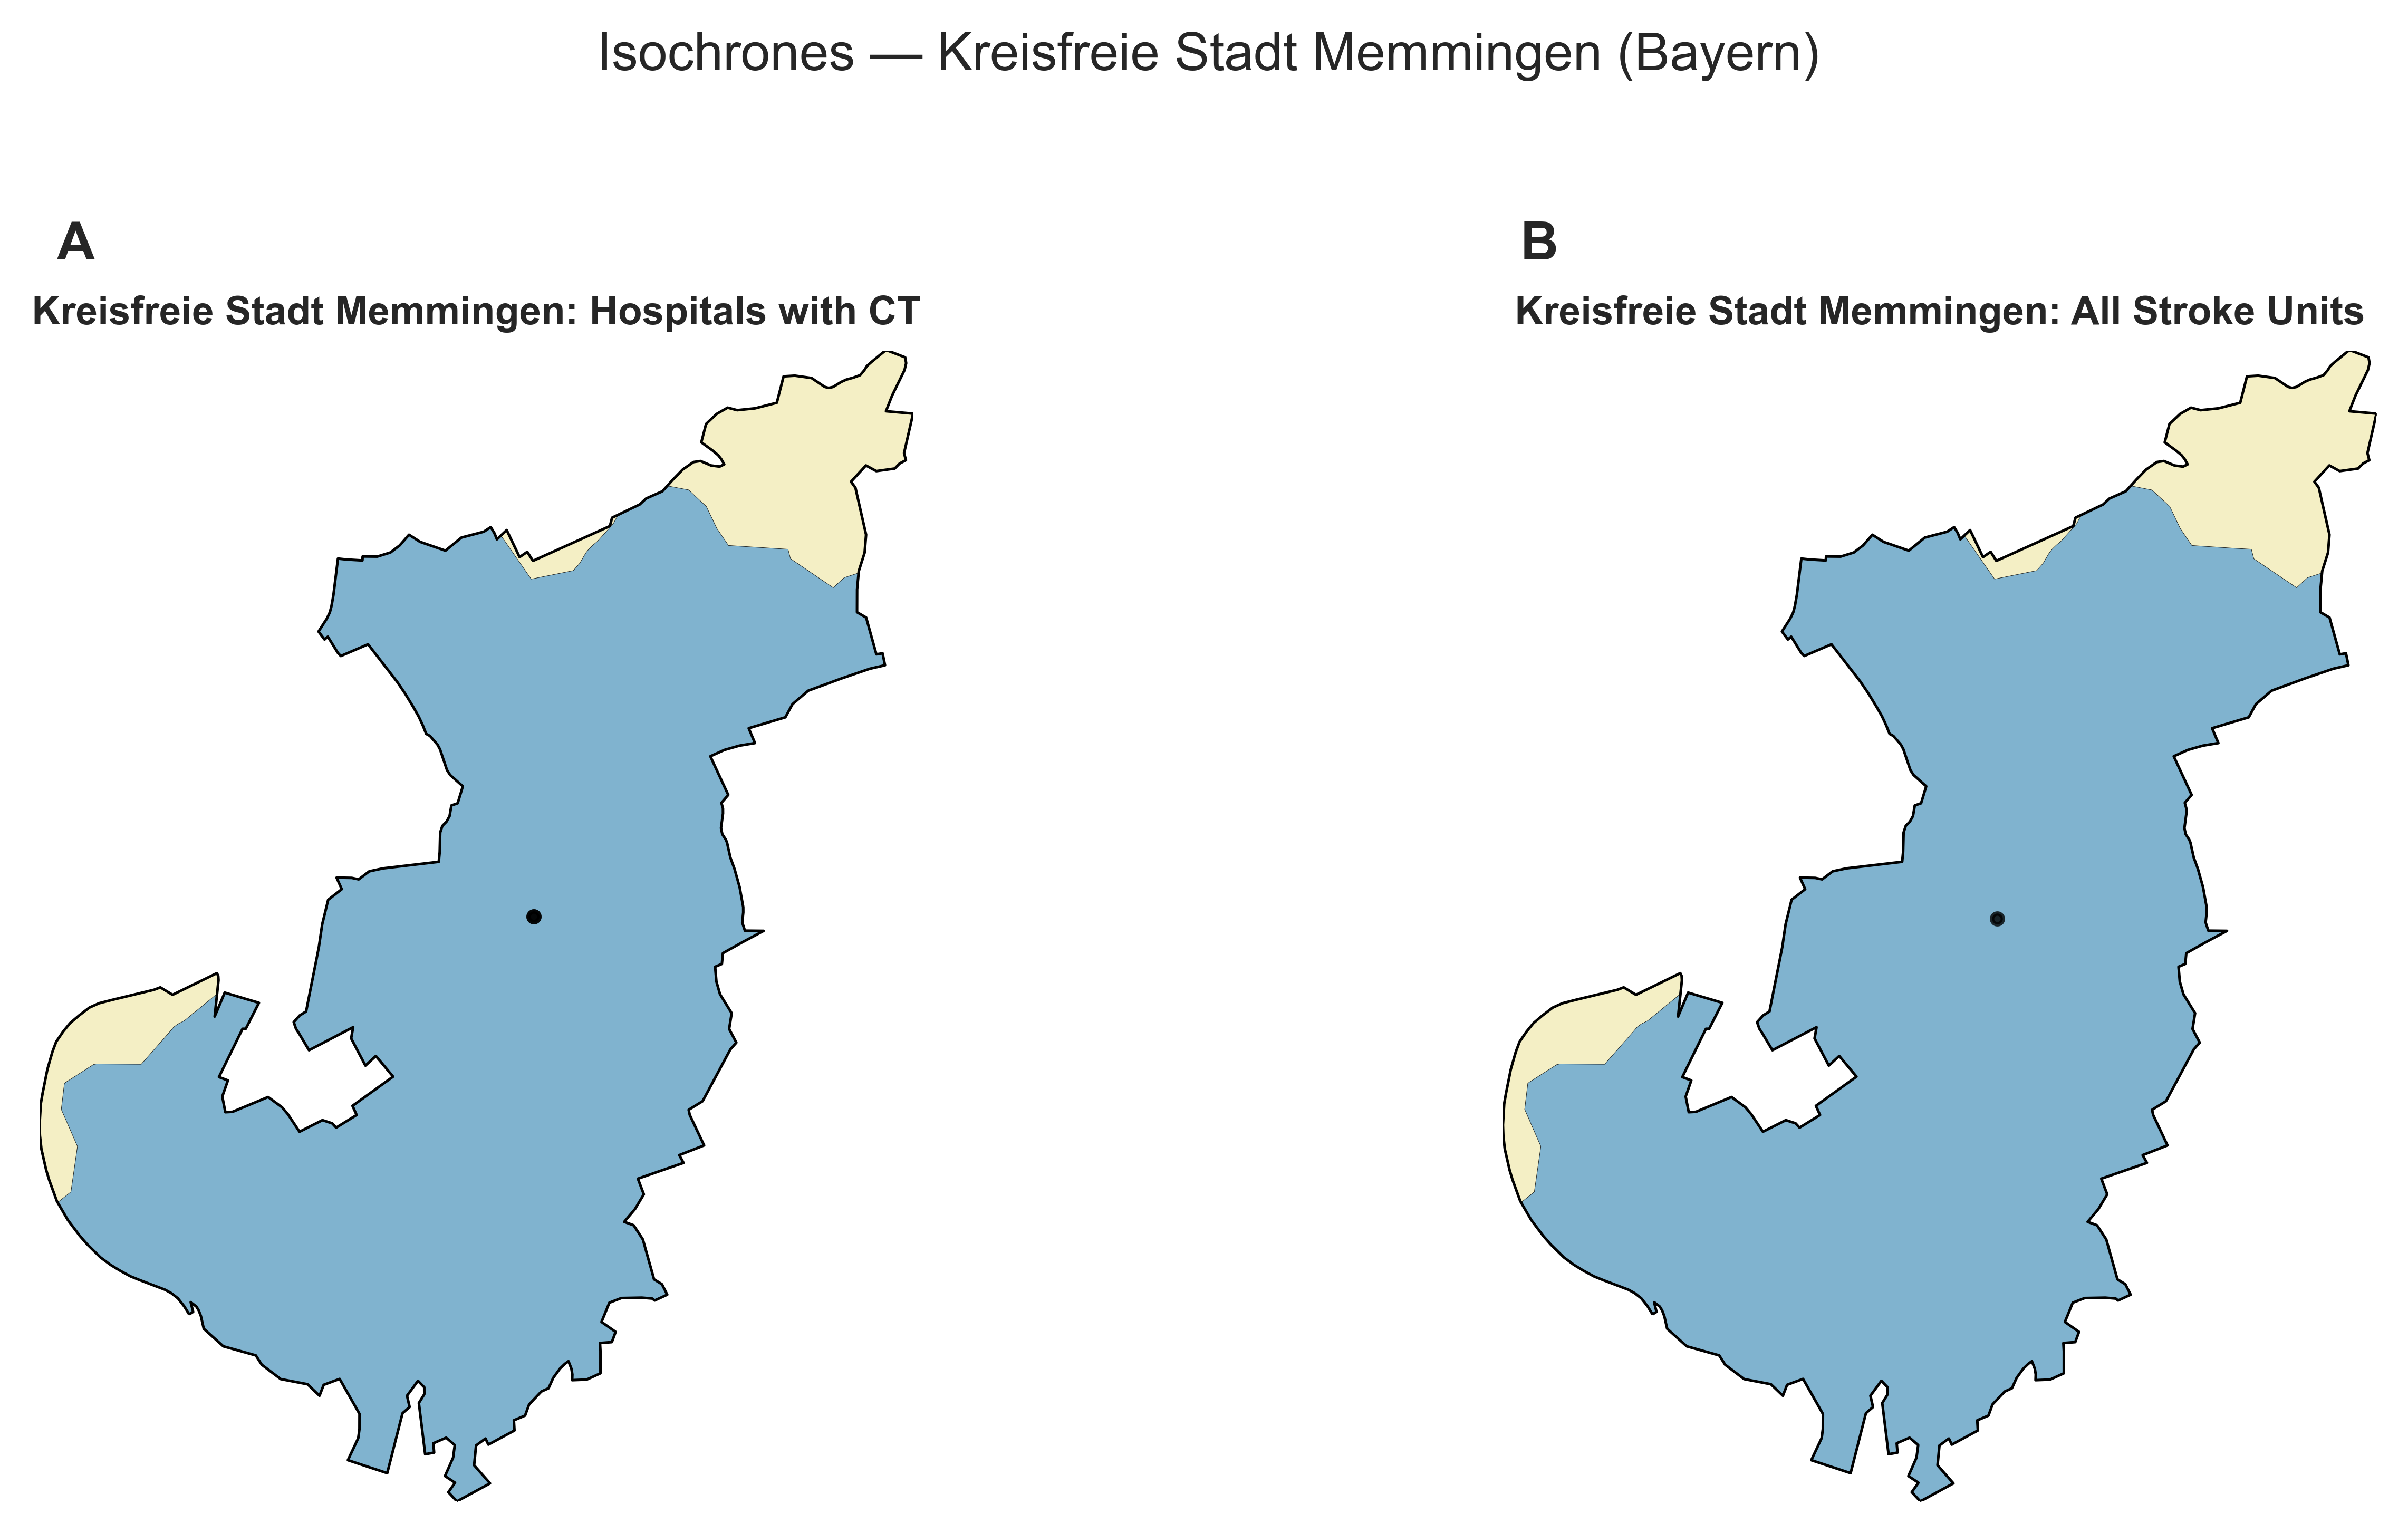 Isochrones — Kreisfreie Stadt Memmingen (Bayern)
A
Kreisfreie Stadt Memmingen: Hospitals with CT
B
Kreisfreie Stadt Memmingen: All Stroke Units